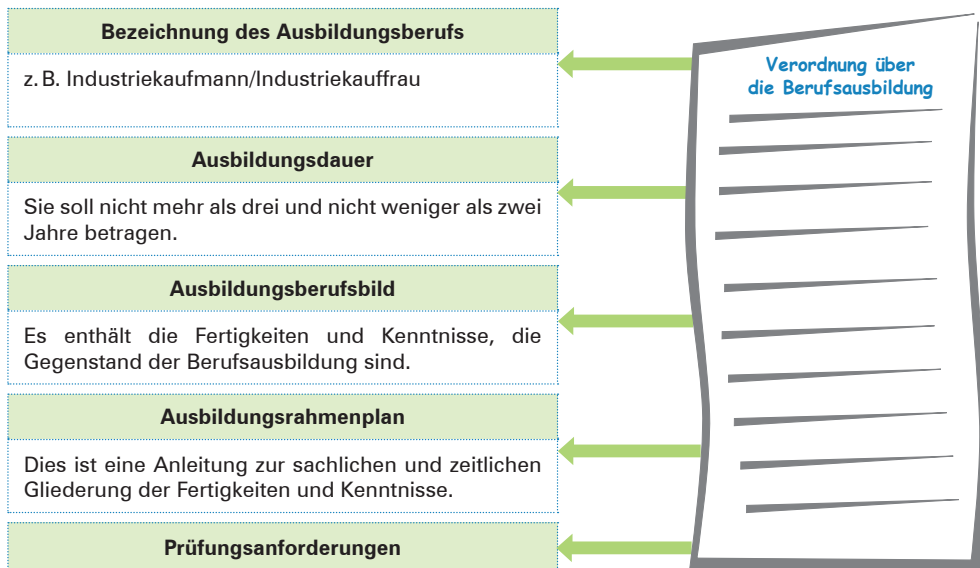 Bezeichnung des Ausbildungsberufs
z. B. Industriekaufmann/Industriekauffrau
Ausbildungsdauer
Sie soll nicht mehr als drei und nicht weniger als zwei
Jahre betragen.
Ausbildungsberufsbild
Es enthält die Fertigkeiten und Kenntnisse, die
Gegenstand der Berufsausbildung sind.
Ausbildungsrahmenplan
Dies ist eine Anleitung zur sachlichen und zeitlichen
Gliederung der Fertigkeiten und Kenntnisse.
Prüfungsanforderungen
Verordnung über
die Berufsausbildung